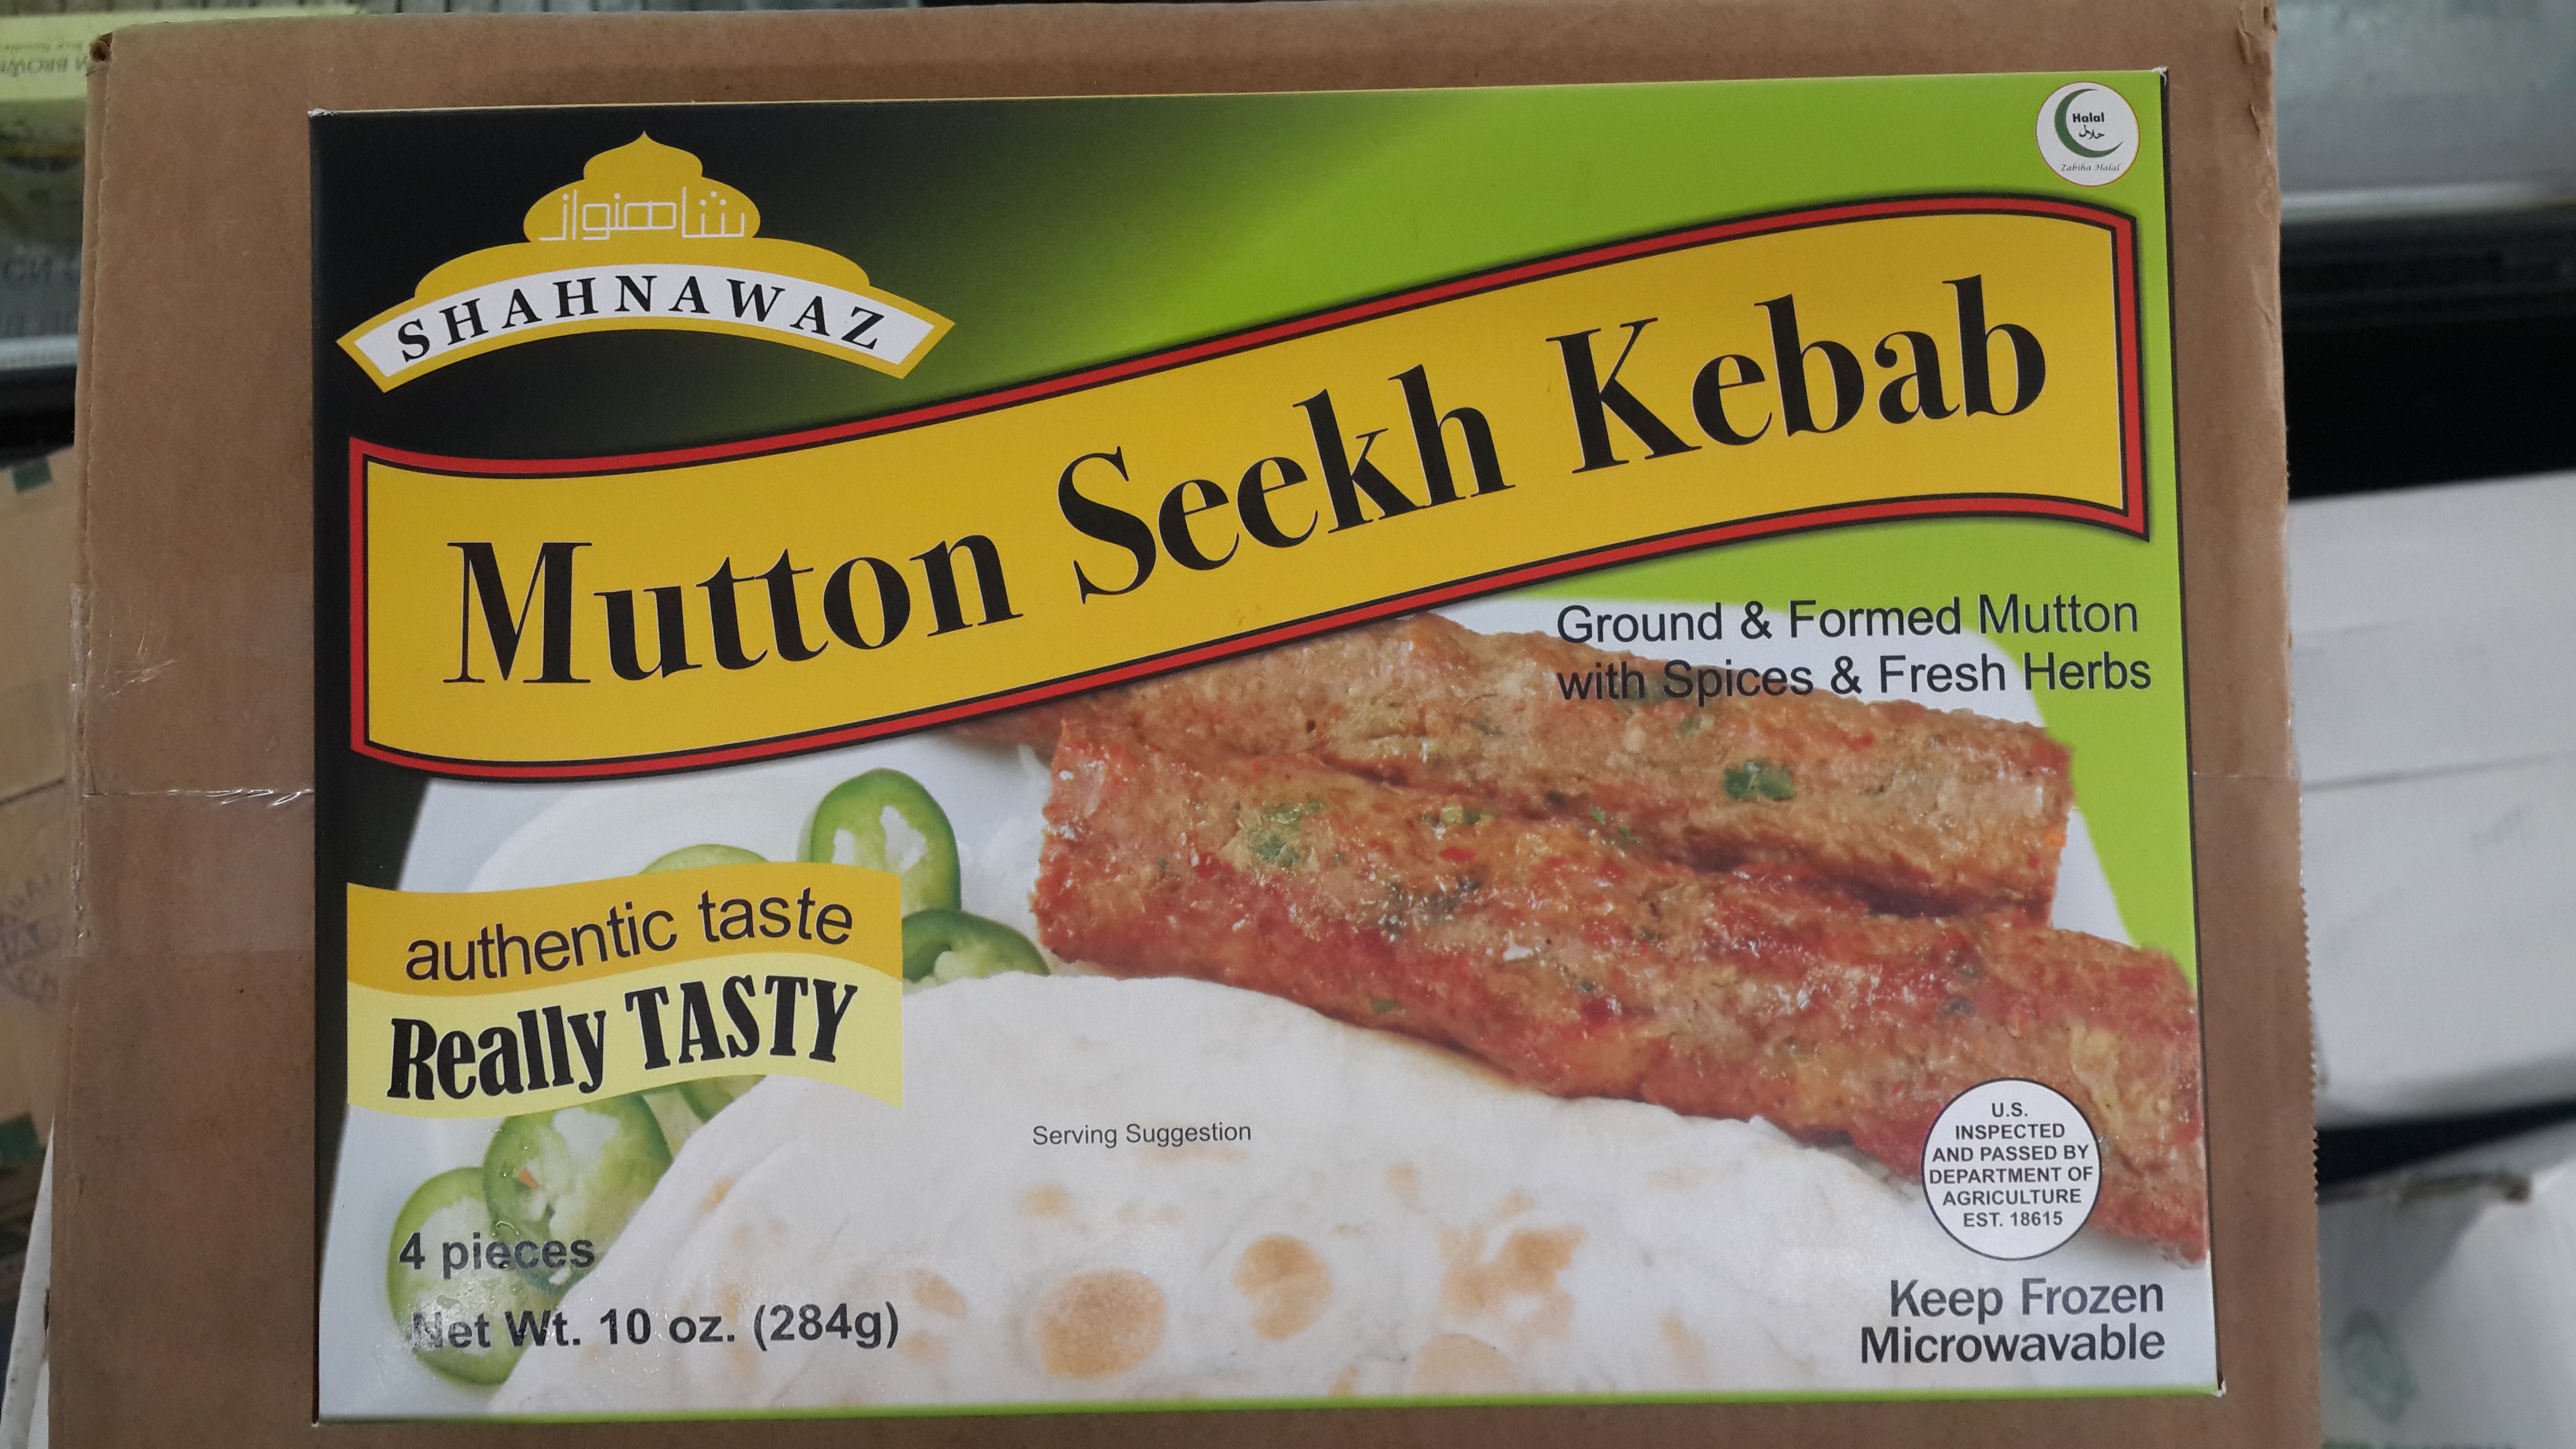 شاهنواز
SHAHNAWAZ
Halal
حلال
Zabiha Halal
Mutton Seekh Kebab
Ground & Formed Mutton
with Spices & Fresh Herbs
authentic taste
Really TASTY
Serving Suggestion
U.S.
INSPECTED
AND PASSED BY
DEPARTMENT OF
AGRICULTURE
EST. 18615
4 pieces
Net Wt. 10 oz. (284g)
Keep Frozen
Microwavable